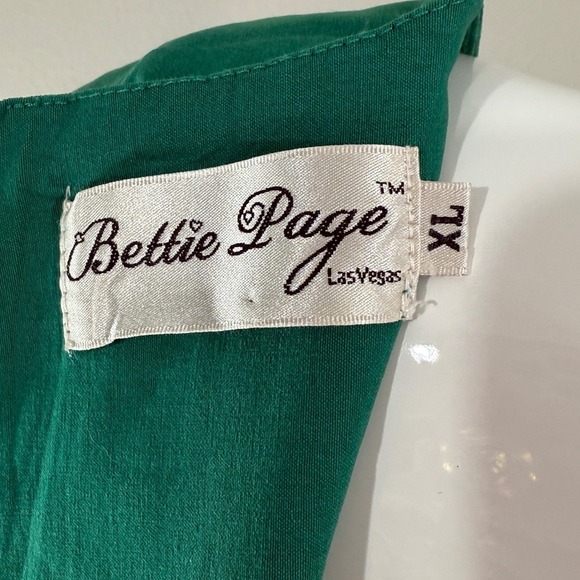 Bettie Page™
Las Vegas
XL